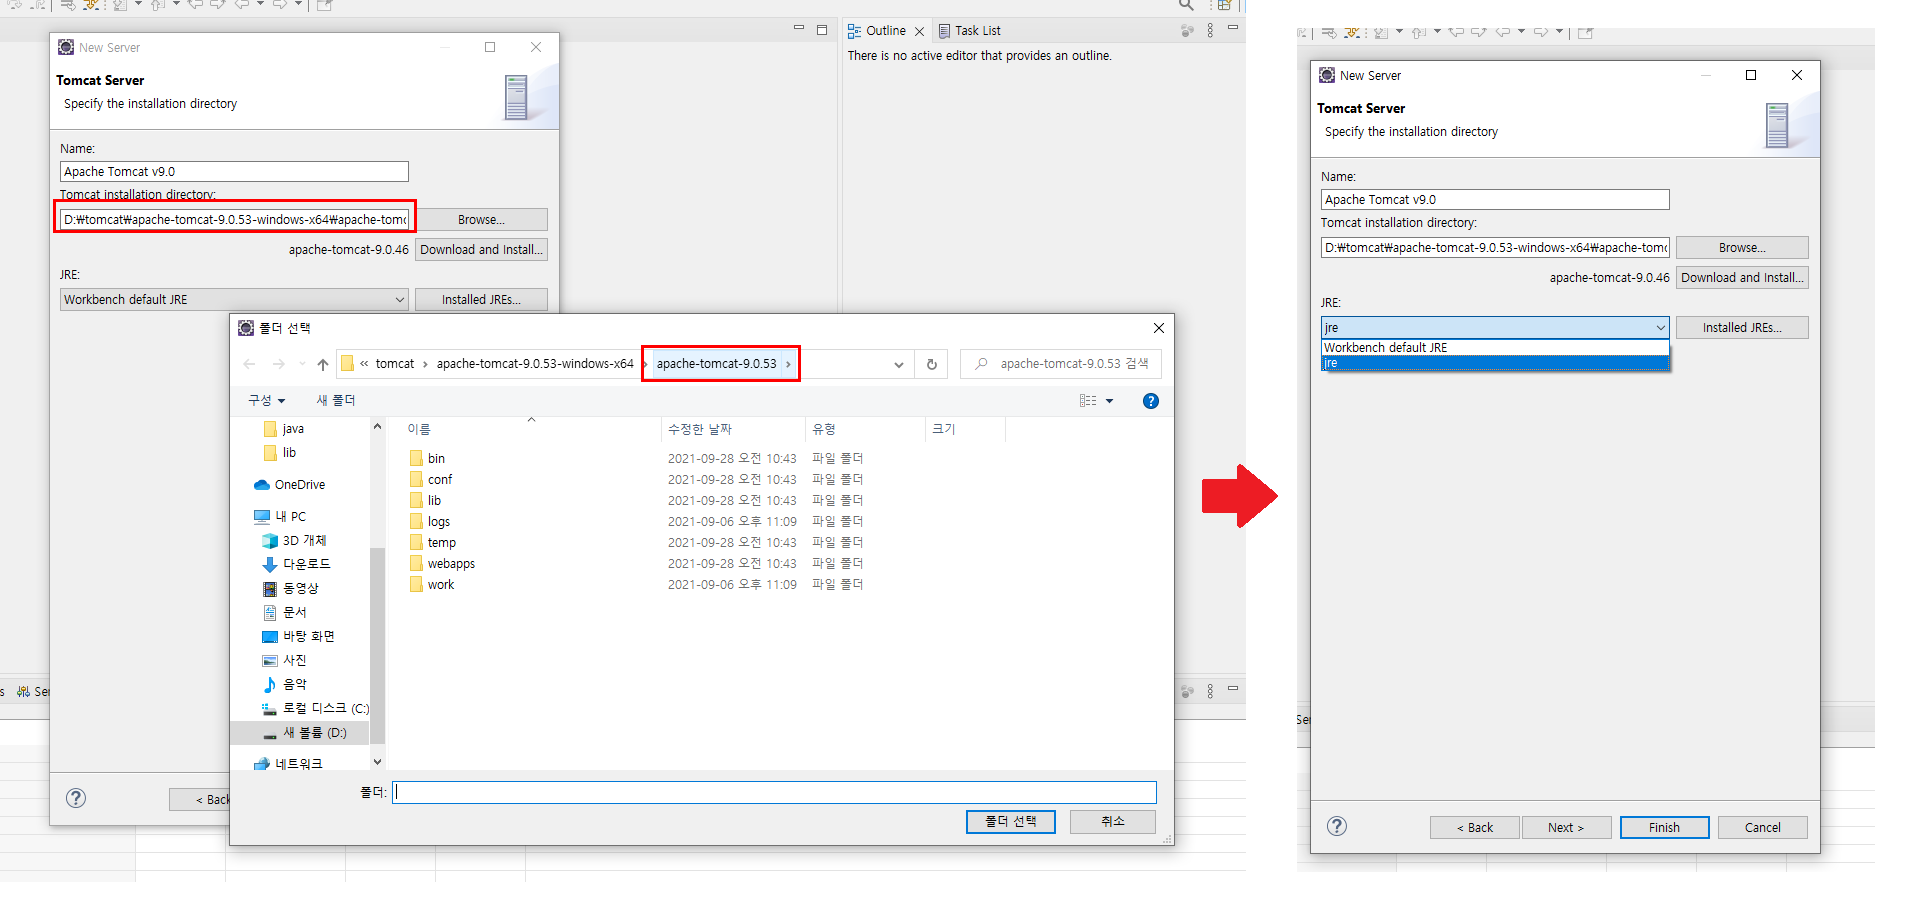 Outline
Task List
There is no active editor that provides an outline.
New Server
Tomcat Server
Specify the installation directory
Name:
Apache Tomcat v9.0
Tomcat installation directory:
D:₩tomcat₩apache-tomcat-9.0.53-windows-x64₩apache-tomc
Browse...
apache-tomcat-9.0.46
Download and Install...
JRE:
Workbench default JRE
Installed JREs...
폴더 선택
« tomcat › apache-tomcat-9.0.53-windows-x64 › apache-tomcat-9.0.53 ›
apache-tomcat-9.0.53 검색
구성
새 폴더
java
lib
OneDrive
내 PC
3D 개체
다운로드
동영상
문서
바탕 화면
사진
음악
로컬 디스크 (C:)
새 볼륨 (D:)
네트워크
이름 수정한 날짜 유형 크기
bin 2021-09-28 오전 10:43 파일 폴더
conf 2021-09-28 오전 10:43 파일 폴더
lib 2021-09-28 오전 10:43 파일 폴더
logs 2021-09-06 오후 11:09 파일 폴더
temp 2021-09-28 오전 10:43 파일 폴더
webapps 2021-09-28 오전 10:43 파일 폴더
work 2021-09-06 오후 11:09 파일 폴더
폴더:
폴더 선택
취소
s
Ser
< Back
New Server
Tomcat Server
Specify the installation directory
Name:
Apache Tomcat v9.0
Tomcat installation directory:
D:₩tomcat₩apache-tomcat-9.0.53-windows-x64₩apache-tomc
Browse...
apache-tomcat-9.0.46
Download and Install...
JRE:
jre
Installed JREs...
Workbench default JRE
jre
Ser
< Back
Next >
Finish
Cancel